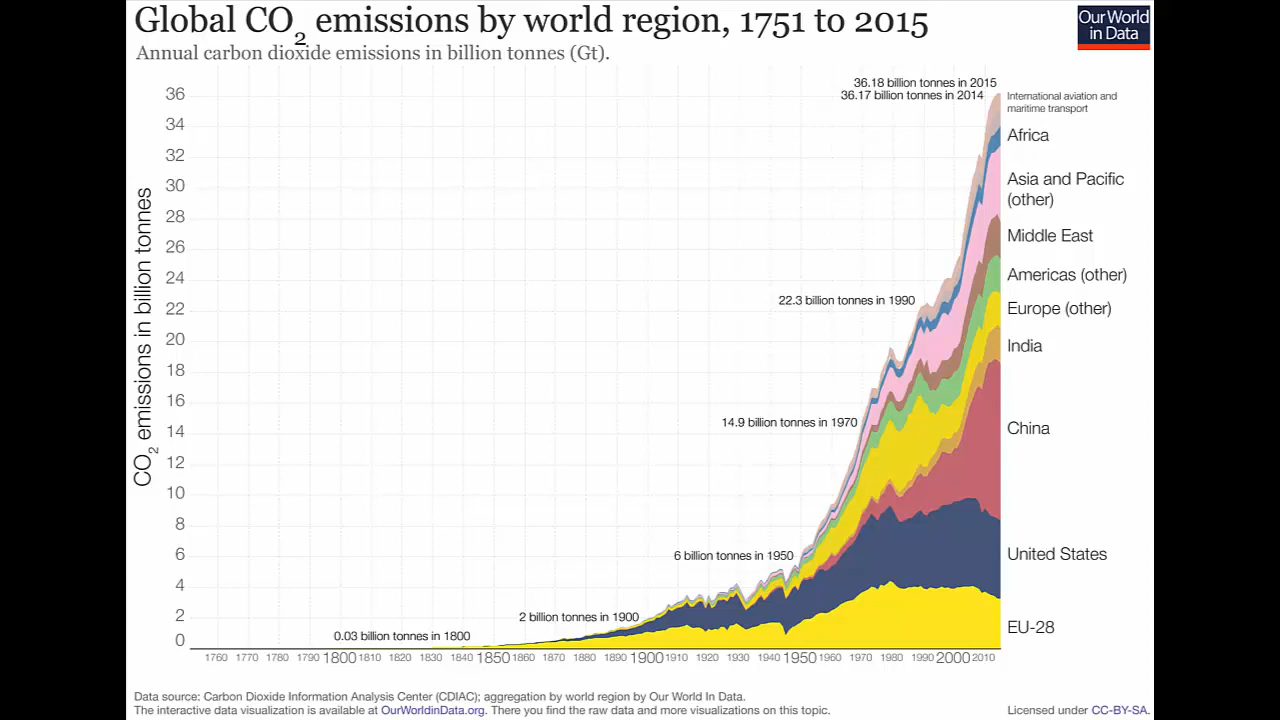 Global CO2 emissions by world region, 1751 to 2015
Our World
in Data
Annual carbon dioxide emissions in billion tonnes (Gt).
36.18 billion tonnes in 2015
36.17 billion tonnes in 2014
International aviation and
maritime transport
Africa
Asia and Pacific
(other)
Middle East
Americas (other)
Europe (other)
India
China
United States
EU-28
22.3 billion tonnes in 1990
14.9 billion tonnes in 1970
6 billion tonnes in 1950
2 billion tonnes in 1900
0.03 billion tonnes in 1800
CO2 emissions in billion tonnes
36
34
32
30
28
26
24
22
20
18
16
14
12
10
8
6
4
2
0
1760 1770 1780 1790 1800 1810 1820 1830 1840 1850 1860 1870 1880 1890 1900 1910 1920 1930 1940 1950 1960 1970 1980 1990 2000 2010
Data source: Carbon Dioxide Information Analysis Center (CDIAC); aggregation by world region by Our World In Data.
The interactive data visualization is available at OurWorldinData.org. There you find the raw data and more visualizations on this topic.
Licensed under CC-BY-SA.